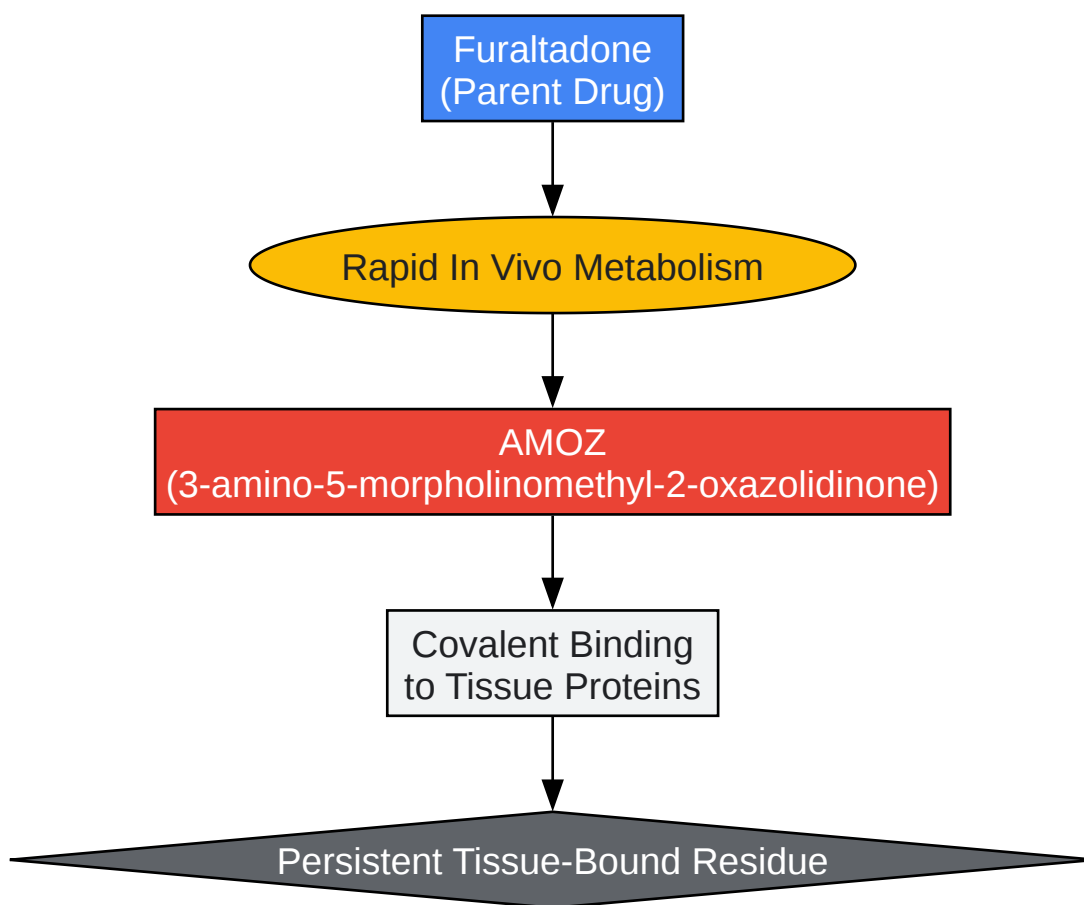 Furaltadone
(Parent Drug)
Rapid In Vivo Metabolism
AMOZ
(3-amino-5-morpholinomethyl-2-oxazolidinone)
Covalent Binding
to Tissue Proteins
Persistent Tissue-Bound Residue